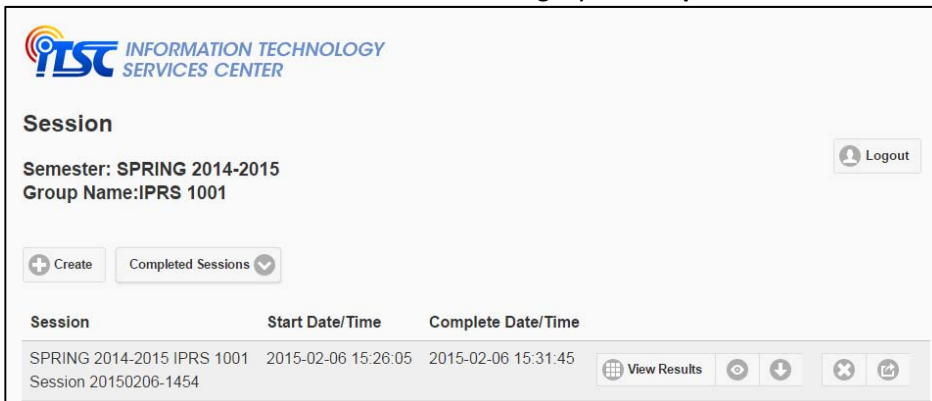 iTSC INFORMATION TECHNOLOGY
SERVICES CENTER
Session
Logout
Semester: SPRING 2014-2015
Group Name:IPRS 1001
Create Completed Sessions
Session Start Date/Time Complete Date/Time
SPRING 2014-2015 IPRS 1001 2015-02-06 15:26:05 2015-02-06 15:31:45 View Results
Session 20150206-1454